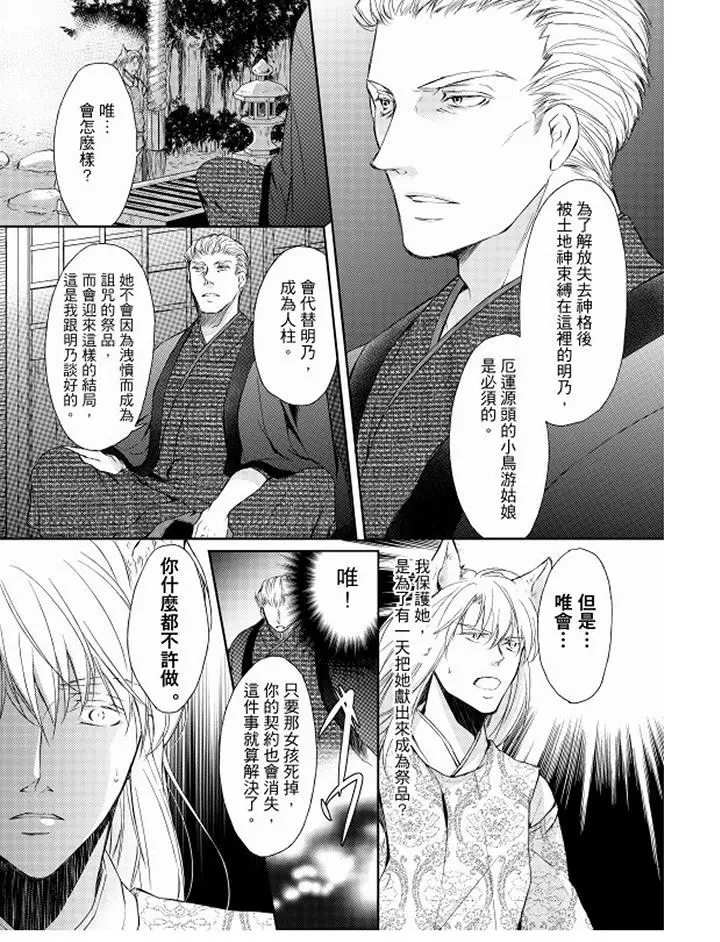 為了解放失去神格後
被土地神束縛在這裡的明乃，
厄運源頭的小鳥游姑娘
是必須的。
唯…
會怎麼樣？
會代替明乃，
成為人柱。
她不會因為洩憤而成為
詛咒的祭品，
而會迎來這樣的結局，
這是我跟明乃談好的。
但是…
唯會…
我保護她，
是為了有一天把她獻出來成為祭品？
唯！
只要那女孩死掉，
你的契約也會消失，
這件事就算解決了。
你什麼都不許做。